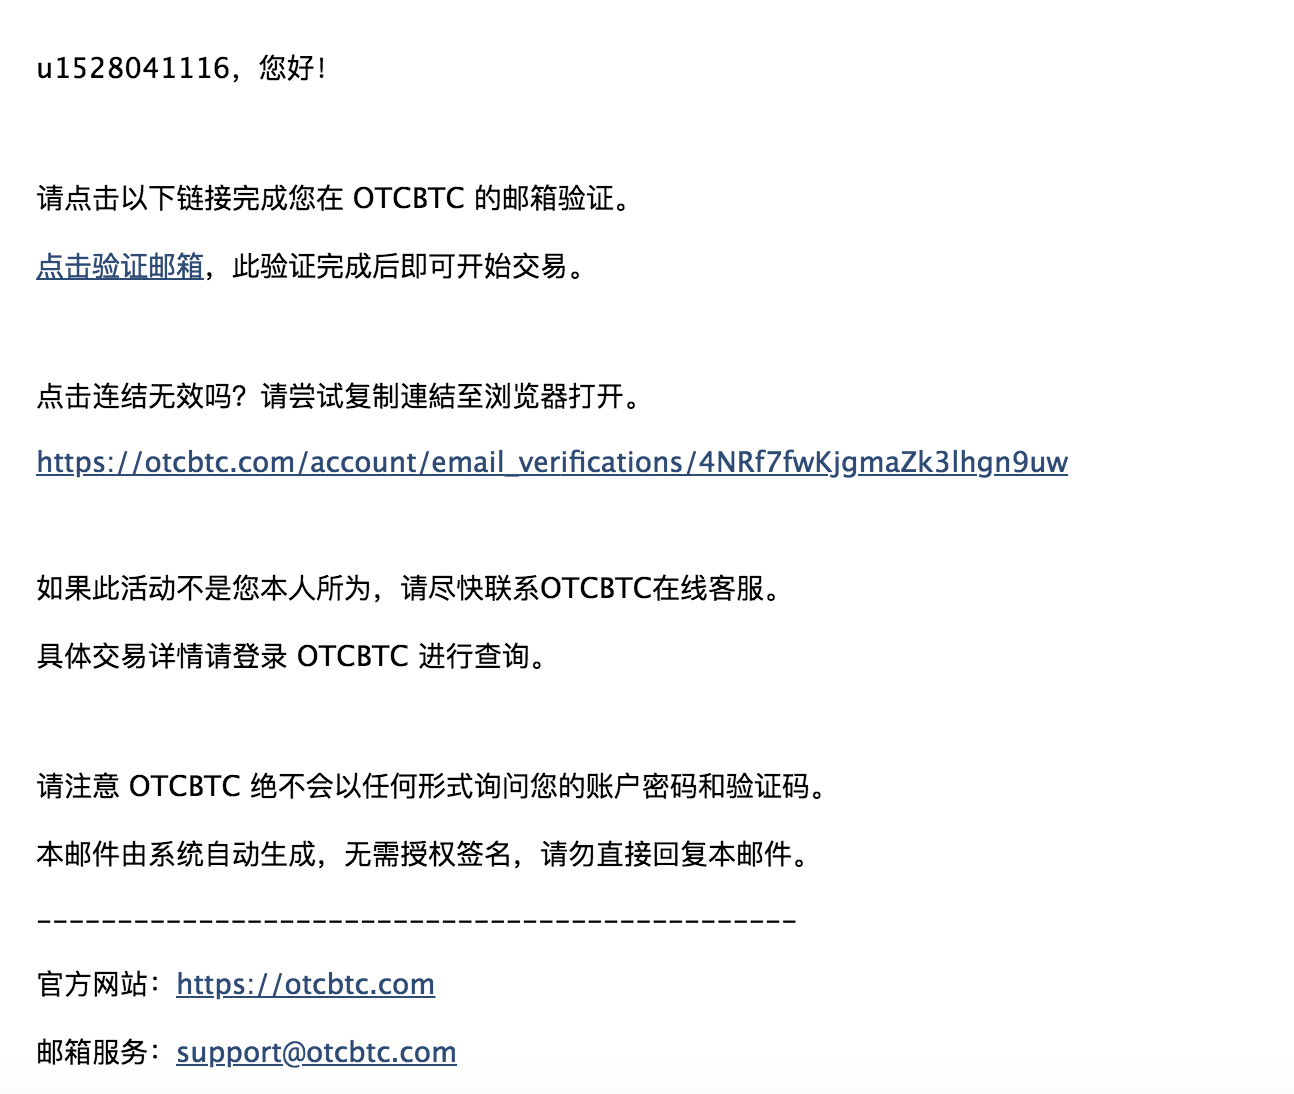 u1528041116，您好！
请点击以下链接完成您在 OTCBTC 的邮箱验证。
点击验证邮箱，此验证完成后即可开始交易。
点击连结无效吗？请尝试复制連結至浏览器打开。
https://otcbtc.com/account/email_verifications/4NRf7fwKjgmaZk3lhgn9uw
如果此活动不是您本人所为，请尽快联系OTCBTC在线客服。
具体交易详情请登录 OTCBTC 进行查询。
请注意 OTCBTC 绝不会以任何形式询问您的账户密码和验证码。
本邮件由系统自动生成，无需授权签名，请勿直接回复本邮件。
-----------------------------------------------
官方网站：https://otcbtc.com
邮箱服务：support@otcbtc.com